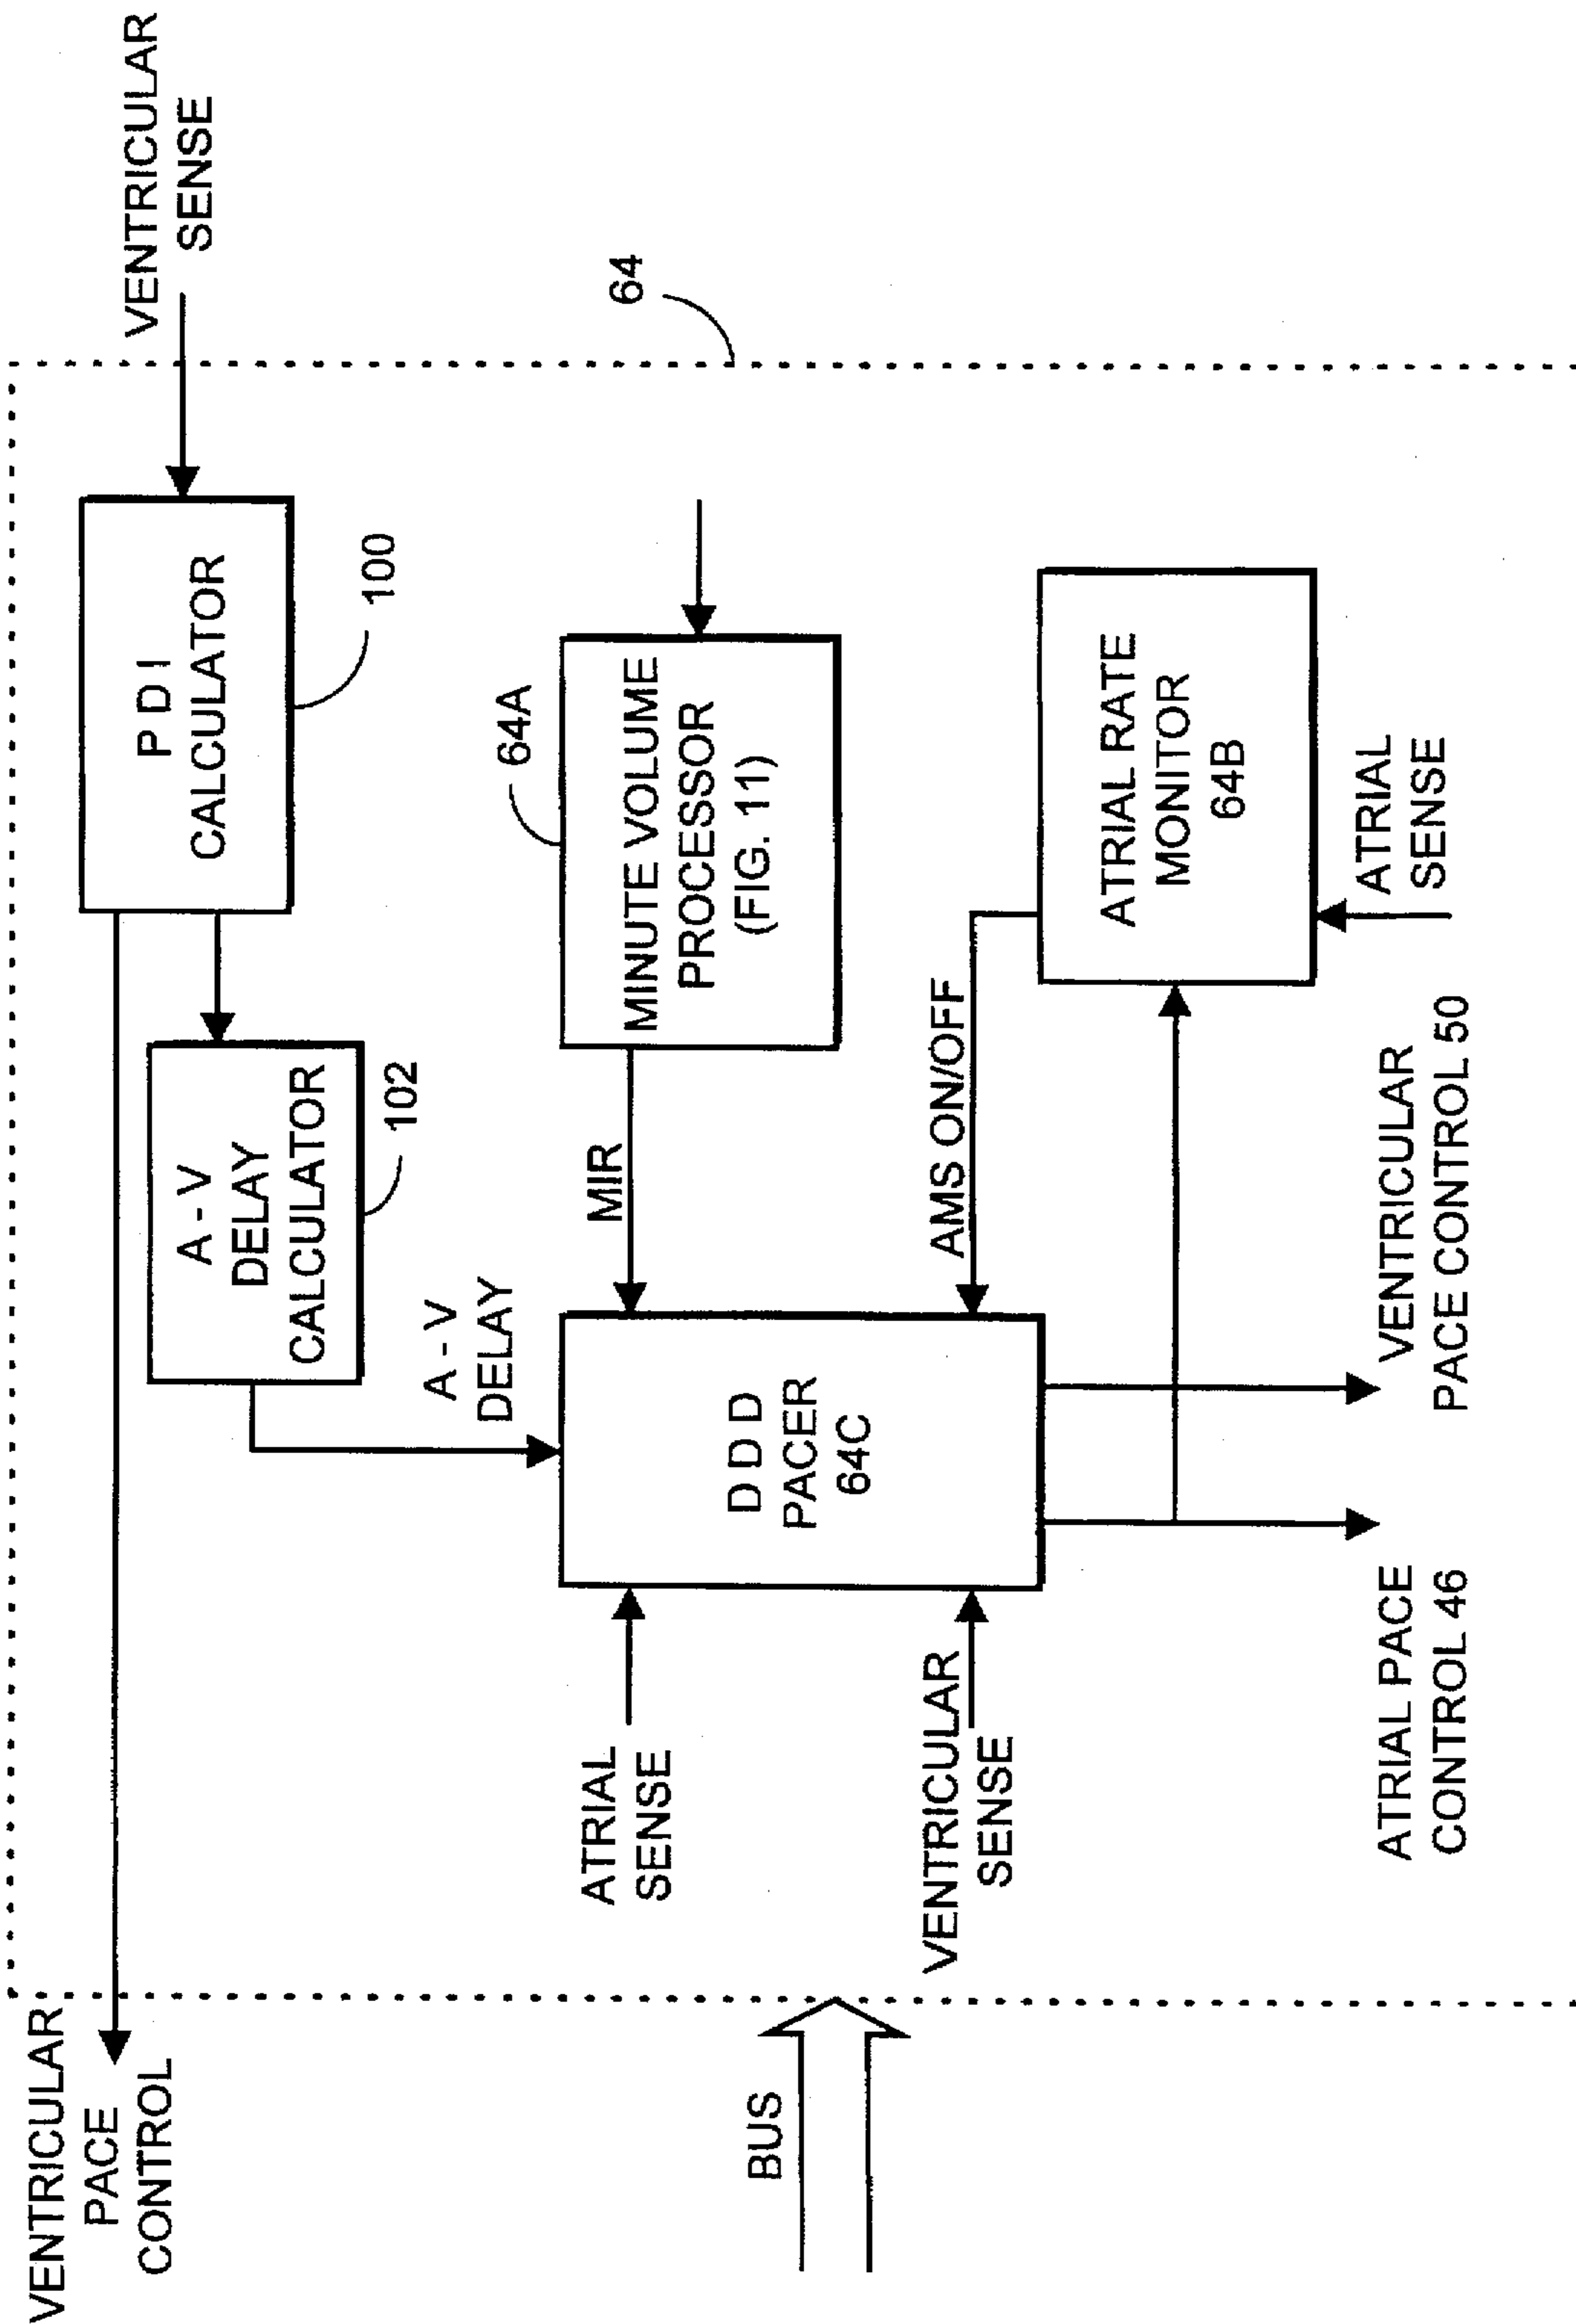 VENTRICULAR
PACE
CONTROL
VENTRICULAR
SENSE
P D I
CALCULATOR
100
A - V
DELAY
CALCULATOR
102
A - V
DELAY
64
64A
MINUTE VOLUME
PROCESSOR
(FIG. 11)
MIR
ATRIAL
SENSE
D D D
PACER
64C
BUS
VENTRICULAR
SENSE
AMS ON/OFF
ATRIAL RATE
MONITOR
64B
ATRIAL
SENSE
ATRIAL PACE
CONTROL 46
VENTRICULAR
PACE CONTROL 50